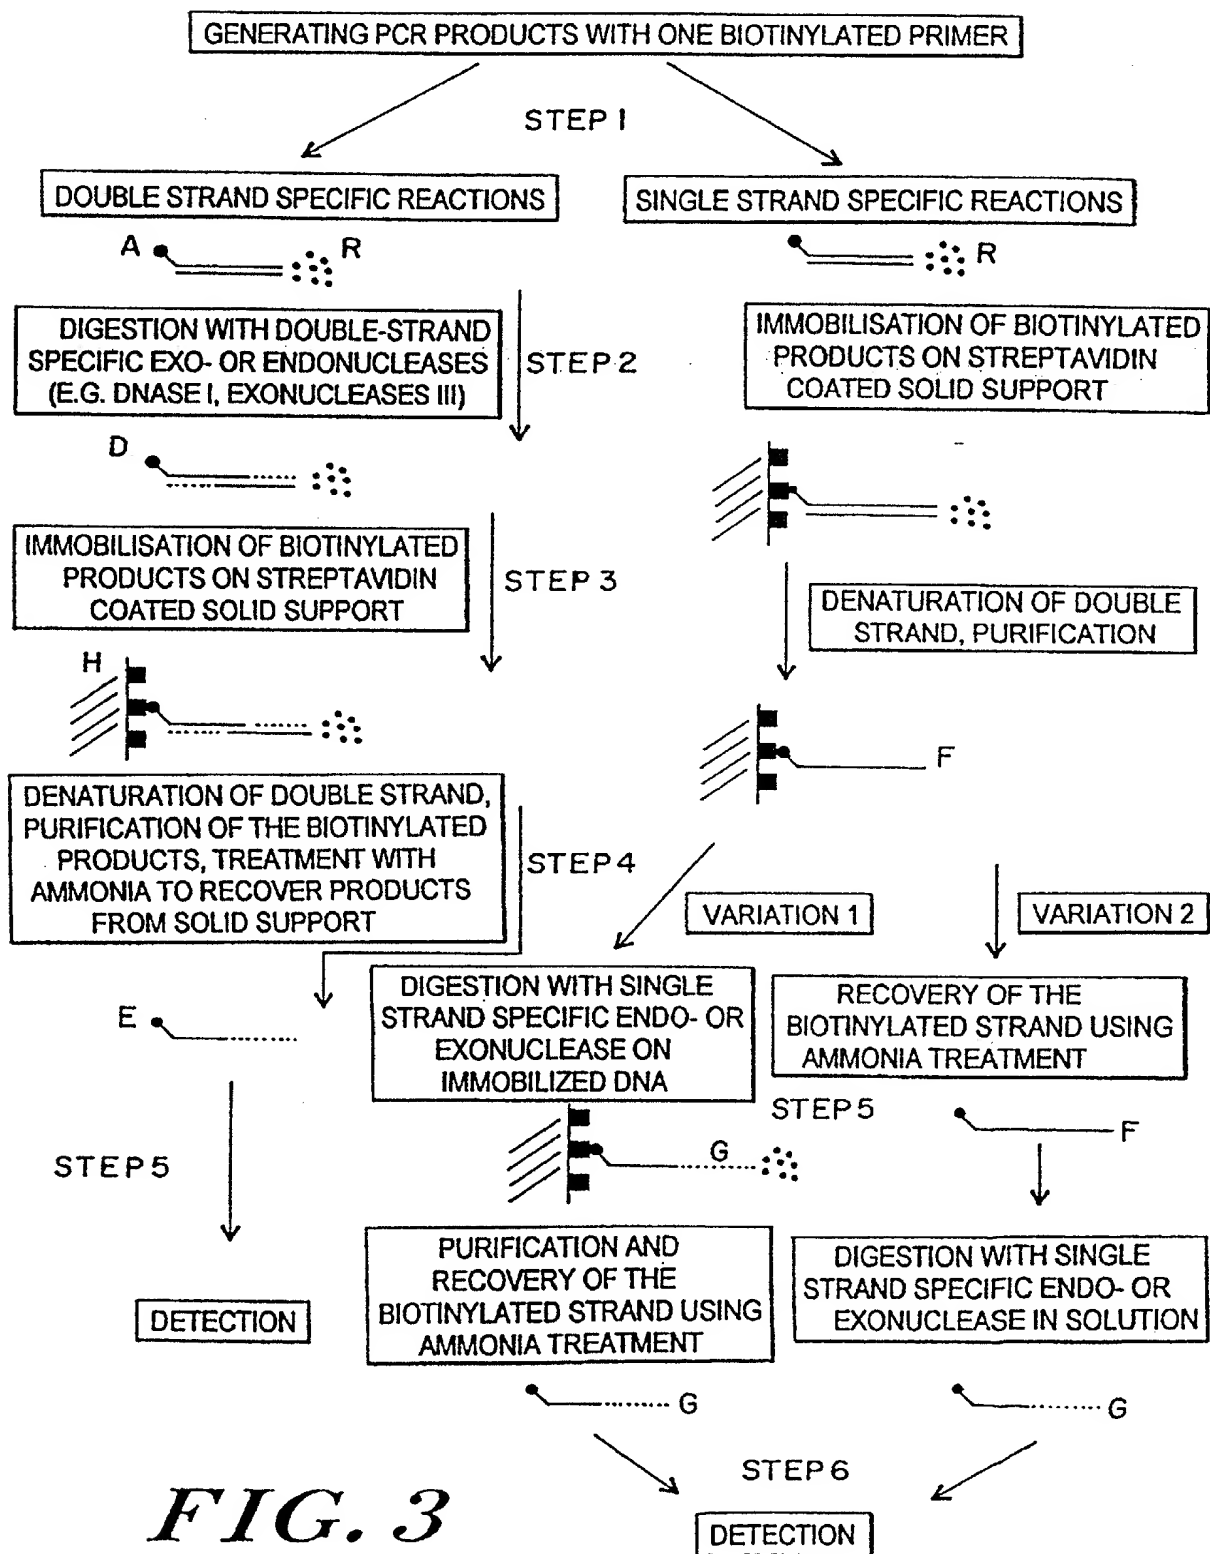 GENERATING PCR PRODUCTS WITH ONE BIOTINYLATED PRIMER
STEP 1
DOUBLE STRAND SPECIFIC REACTIONS
SINGLE STRAND SPECIFIC REACTIONS
A
R
R
DIGESTION WITH DOUBLE-STRAND
SPECIFIC EXO- OR ENDONUCLEASES
(E.G. DNASE I, EXONUCLEASES III)
STEP 2
IMMOBILISATION OF BIOTINYLATED
PRODUCTS ON STREPTAVIDIN
COATED SOLID SUPPORT
D
IMMOBILISATION OF BIOTINYLATED
PRODUCTS ON STREPTAVIDIN
COATED SOLID SUPPORT
STEP 3
DENATURATION OF DOUBLE
STRAND, PURIFICATION
H
F
DENATURATION OF DOUBLE STRAND,
PURIFICATION OF THE BIOTINYLATED
PRODUCTS, TREATMENT WITH
AMMONIA TO RECOVER PRODUCTS
FROM SOLID SUPPORT
STEP 4
VARIATION 1
VARIATION 2
E
DIGESTION WITH SINGLE
STRAND SPECIFIC ENDO- OR
EXONUCLEASE ON
IMMOBILIZED DNA
RECOVERY OF THE
BIOTINYLATED STRAND USING
AMMONIA TREATMENT
STEP 5
STEP 5
F
G
DETECTION
PURIFICATION AND
RECOVERY OF THE
BIOTINYLATED STRAND USING
AMMONIA TREATMENT
DIGESTION WITH SINGLE
STRAND SPECIFIC ENDO- OR
EXONUCLEASE IN SOLUTION
G
G
STEP 6
DETECTION
FIG. 3